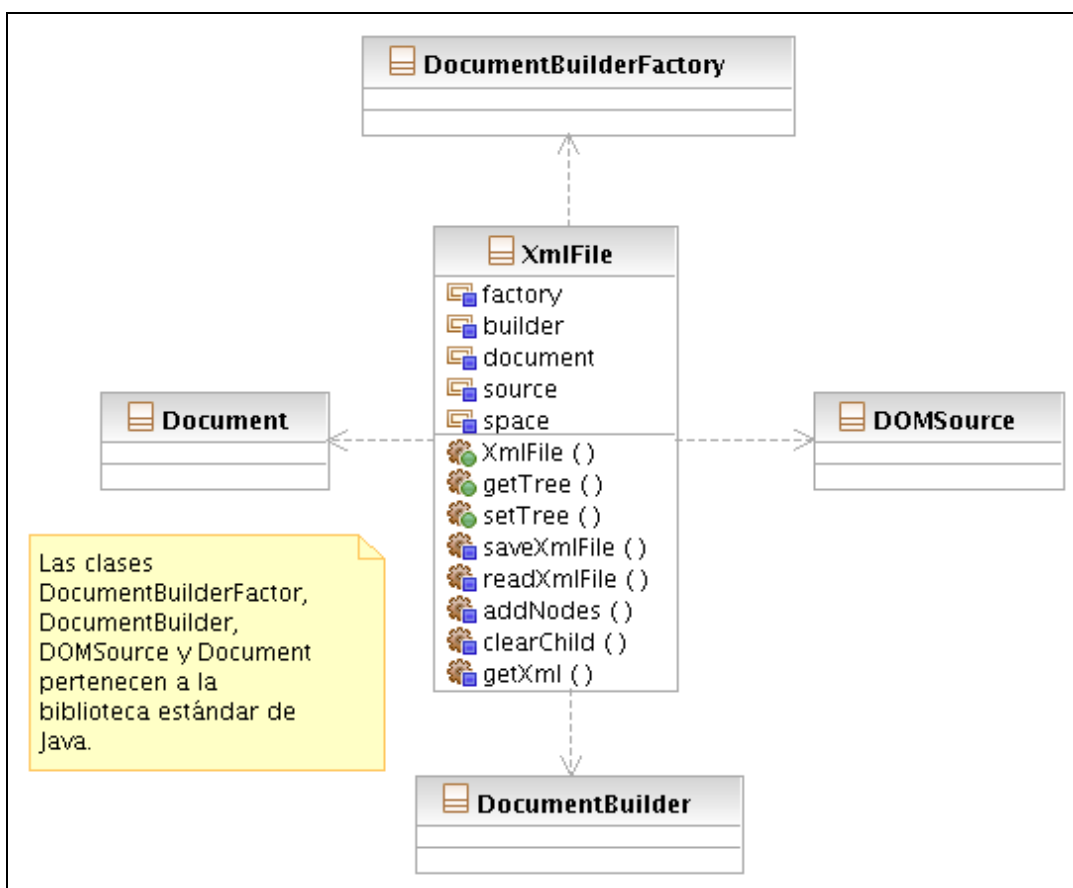 DocumentBuilderFactory
XmlFile
factory
builder
document
source
space
XmlFile ( )
getTree ( )
setTree ( )
saveXmlFile ( )
readXmlFile ( )
addNodes ( )
clearChild ( )
getXml ( )
Document
DOMSource
Las clases
DocumentBuilderFactor,
DocumentBuilder,
DOMSource y Document
pertenecen a la
biblioteca estándar de
Java.
DocumentBuilder